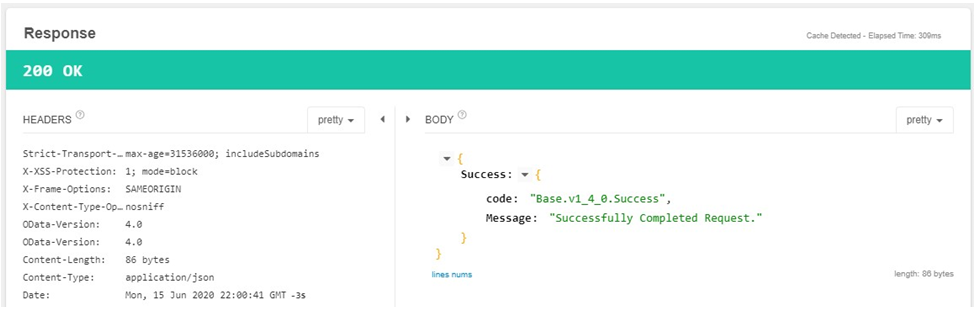 Response
Cache Detected - Elapsed Time: 309ms
200 OK
HEADERS ?
pretty
Strict-Transport-… max-age=31536000; includeSubdomains
X-XSS-Protection: 1; mode=block
X-Frame-Options: SAMEORIGIN
X-Content-Type-Op… nosniff
OData-Version: 4.0
OData-Version: 4.0
Content-Length: 86 bytes
Content-Type: application/json
Date: Mon, 15 Jun 2020 22:00:41 GMT -3s
BODY ?
pretty
{
Success: {
code: "Base.v1_4_0.Success",
Message: "Successfully Completed Request."
}
}
lines nums
length: 86 bytes